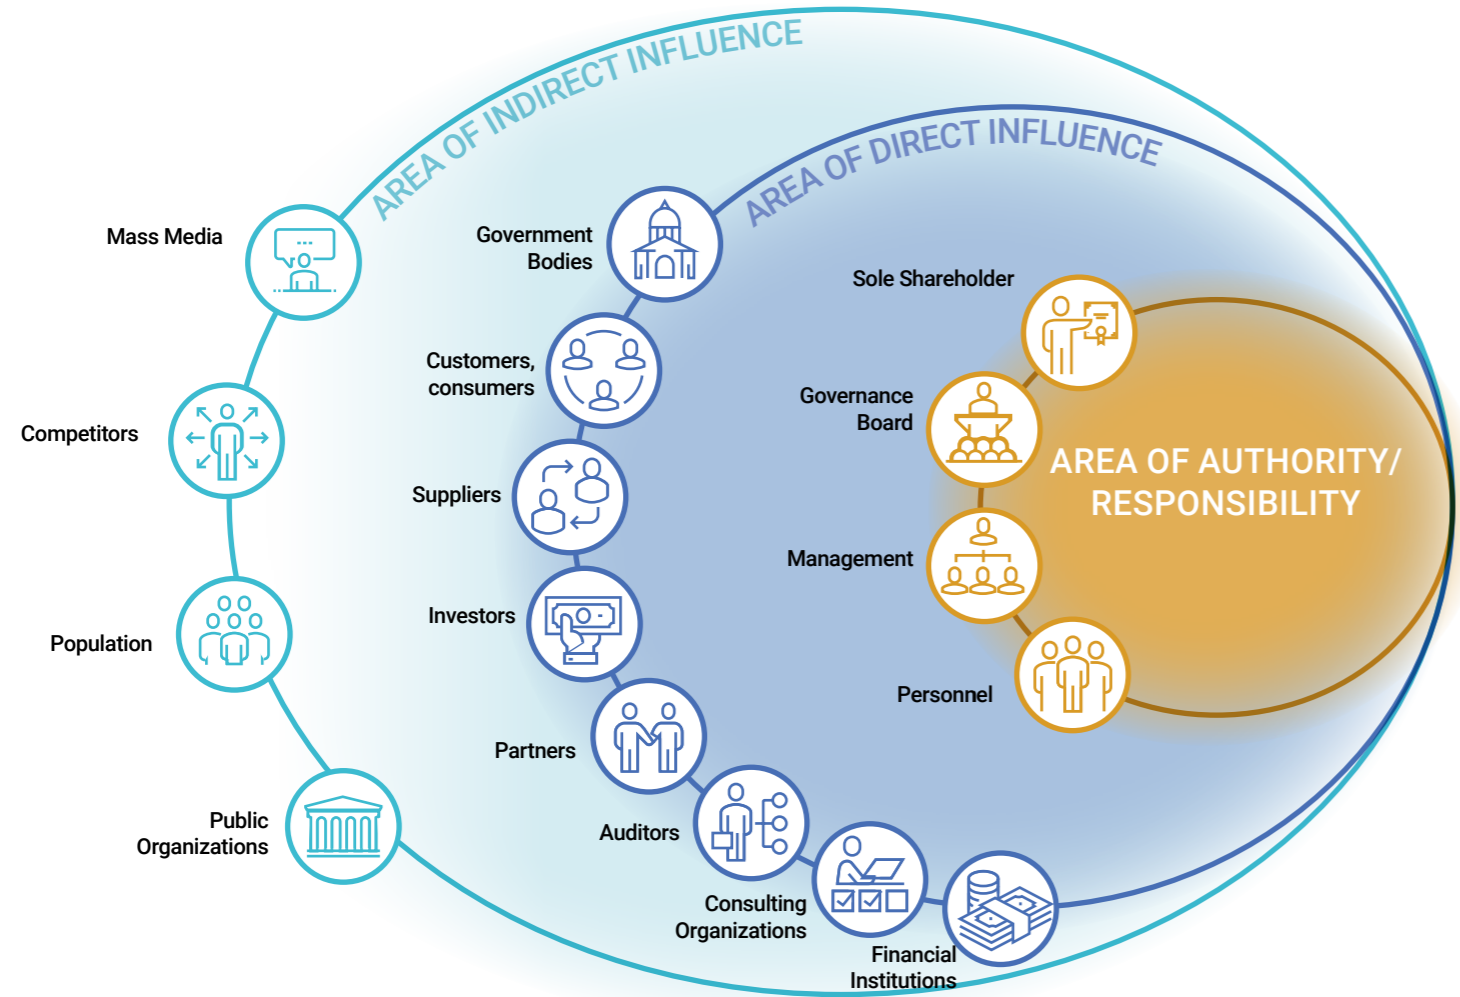 AREA OF INDIRECT INFLUENCE
AREA OF DIRECT INFLUENCE
Mass Media
Competitors
Population
Public
Organizations
Government
Bodies
Customers,
consumers
Suppliers
Investors
Partners
Auditors
Consulting
Organizations
Financial
Institutions
Sole Shareholder
Governance
Board
Management
Personnel
AREA OF AUTHORITY/
RESPONSIBILITY